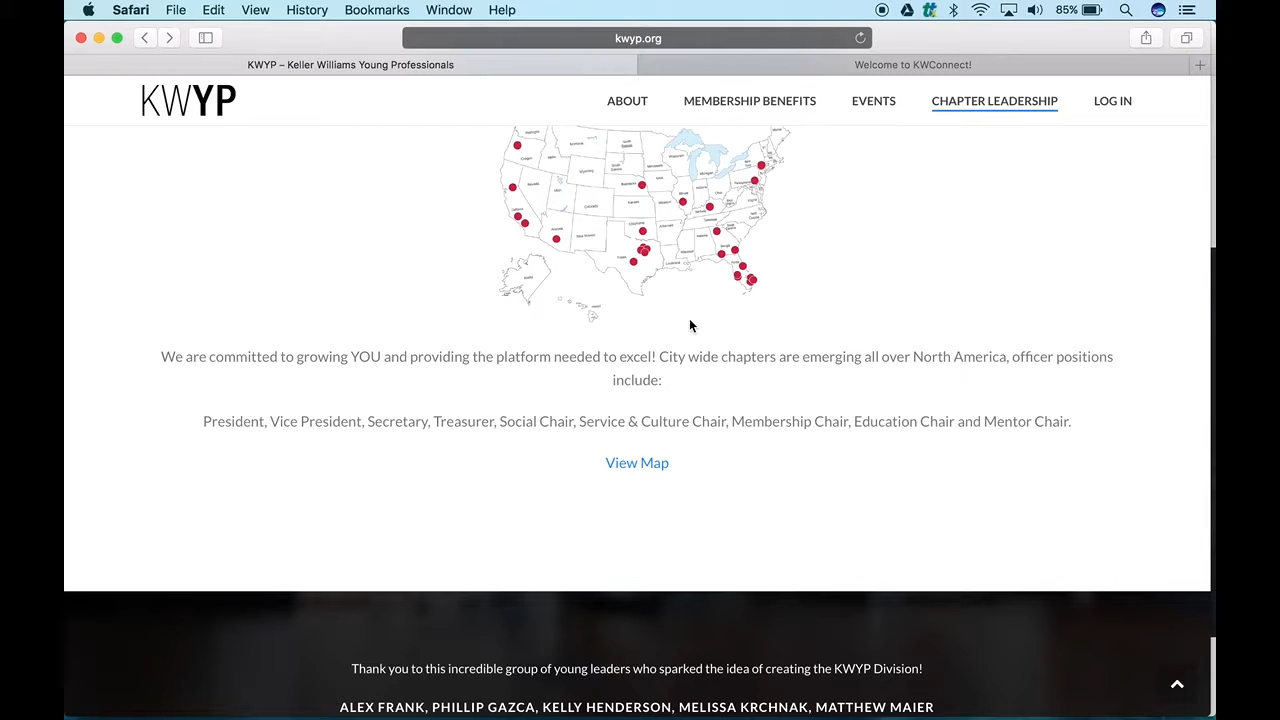 Safari File Edit View History Bookmarks Window Help 85%
kwyp.org
KWYP – Keller Williams Young Professionals Welcome to KWConnect!
KWYP ABOUT MEMBERSHIP BENEFITS EVENTS CHAPTER LEADERSHIP LOG IN
We are committed to growing YOU and providing the platform needed to excel! City wide chapters are emerging all over North America, officer positions
include:
President, Vice President, Secretary, Treasurer, Social Chair, Service & Culture Chair, Membership Chair, Education Chair and Mentor Chair.
View Map
Thank you to this incredible group of young leaders who sparked the idea of creating the KWYP Division!
ALEX FRANK, PHILLIP GAZCA, KELLY HENDERSON, MELISSA KRCHNAK, MATTHEW MAIER